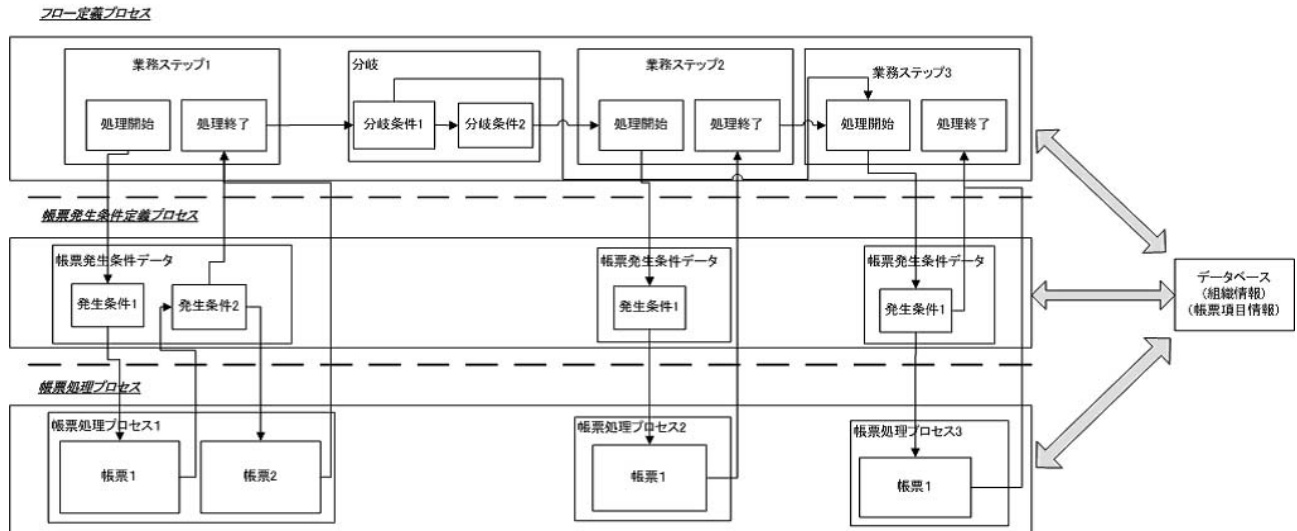 フロー定義プロセス
業務ステップ1
処理開始
処理終了
分岐
分岐条件1
分岐条件2
業務ステップ2
処理開始
処理終了
業務ステップ3
処理開始
処理終了
帳票発生条件定義プロセス
帳票発生条件データ
発生条件1
発生条件2
帳票発生条件データ
発生条件1
帳票発生条件データ
発生条件1
データベース
(組織情報)
(帳票項目情報)
帳票処理プロセス
帳票処理プロセス1
帳票1
帳票2
帳票処理プロセス2
帳票1
帳票処理プロセス3
帳票1